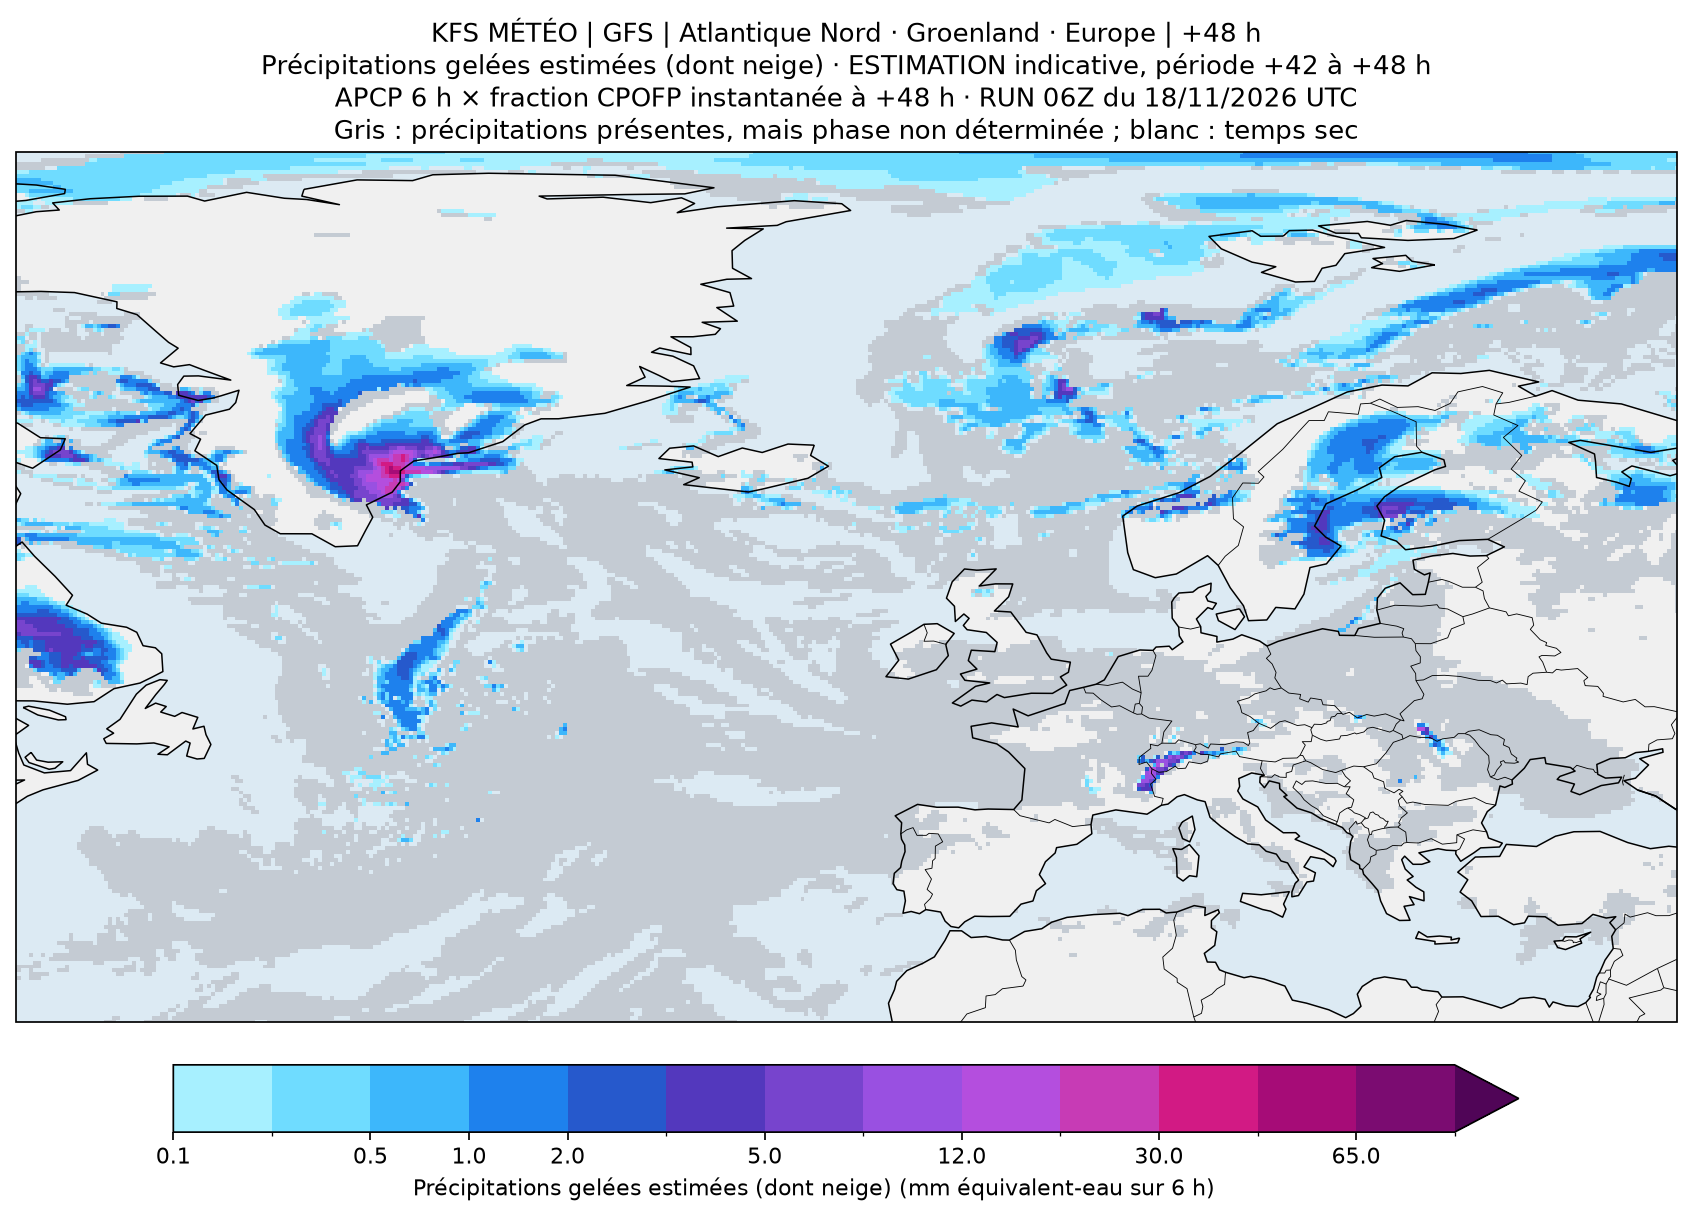 KFS MÉTÉO | GFS | Atlantique Nord · Groenland · Europe | +48 h
Précipitations gelées estimées (dont neige) · ESTIMATION indicative, période +42 à +48 h
APCP 6 h × fraction CPOFP instantanée à +48 h · RUN 06Z du 18/11/2026 UTC
Gris : précipitations présentes, mais phase non déterminée ; blanc : temps sec
0.1 0.5 1.0 2.0 5.0 12.0 30.0 65.0
Précipitations gelées estimées (dont neige) (mm équivalent-eau sur 6 h)